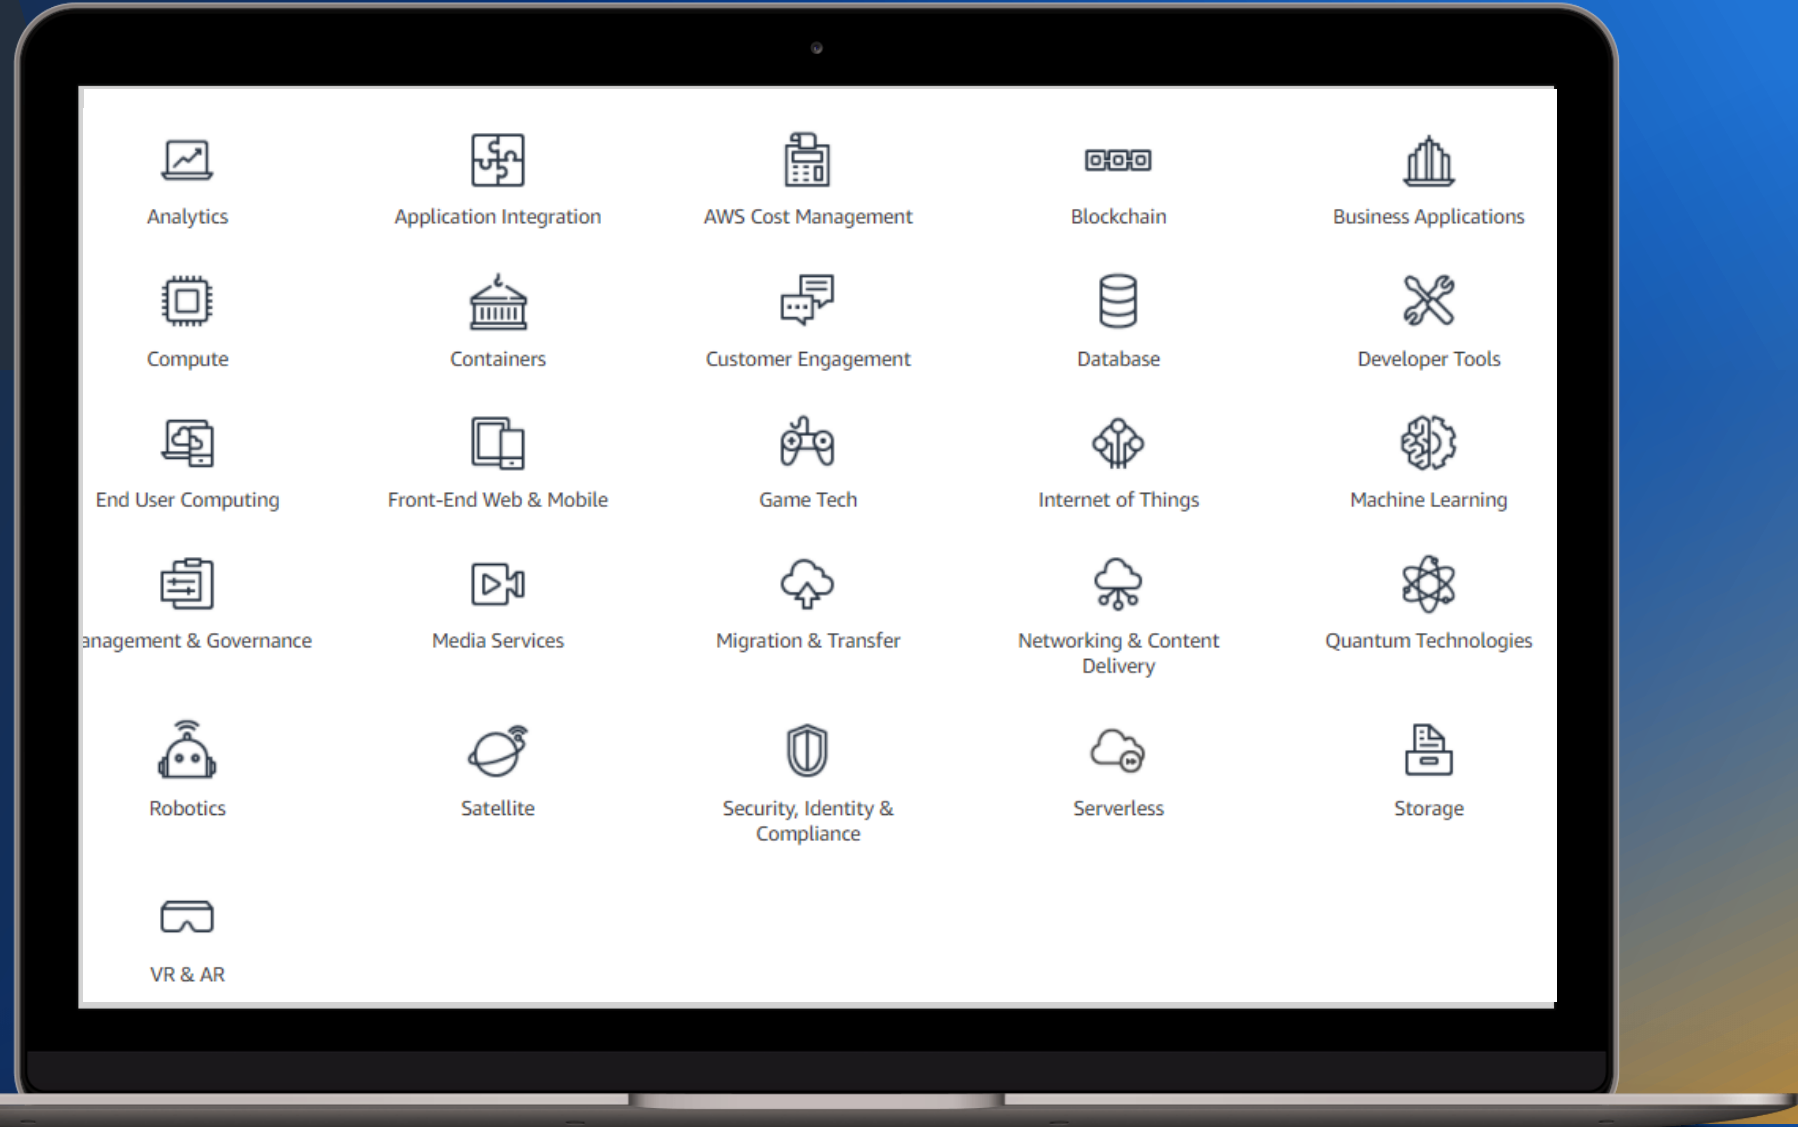 Analytics
Application Integration
AWS Cost Management
Blockchain
Business Applications
Compute
Containers
Customer Engagement
Database
Developer Tools
End User Computing
Front-End Web & Mobile
Game Tech
Internet of Things
Machine Learning
anagement & Governance
Media Services
Migration & Transfer
Networking & Content
Delivery
Quantum Technologies
Robotics
Satellite
Security, Identity &
Compliance
Serverless
Storage
VR & AR